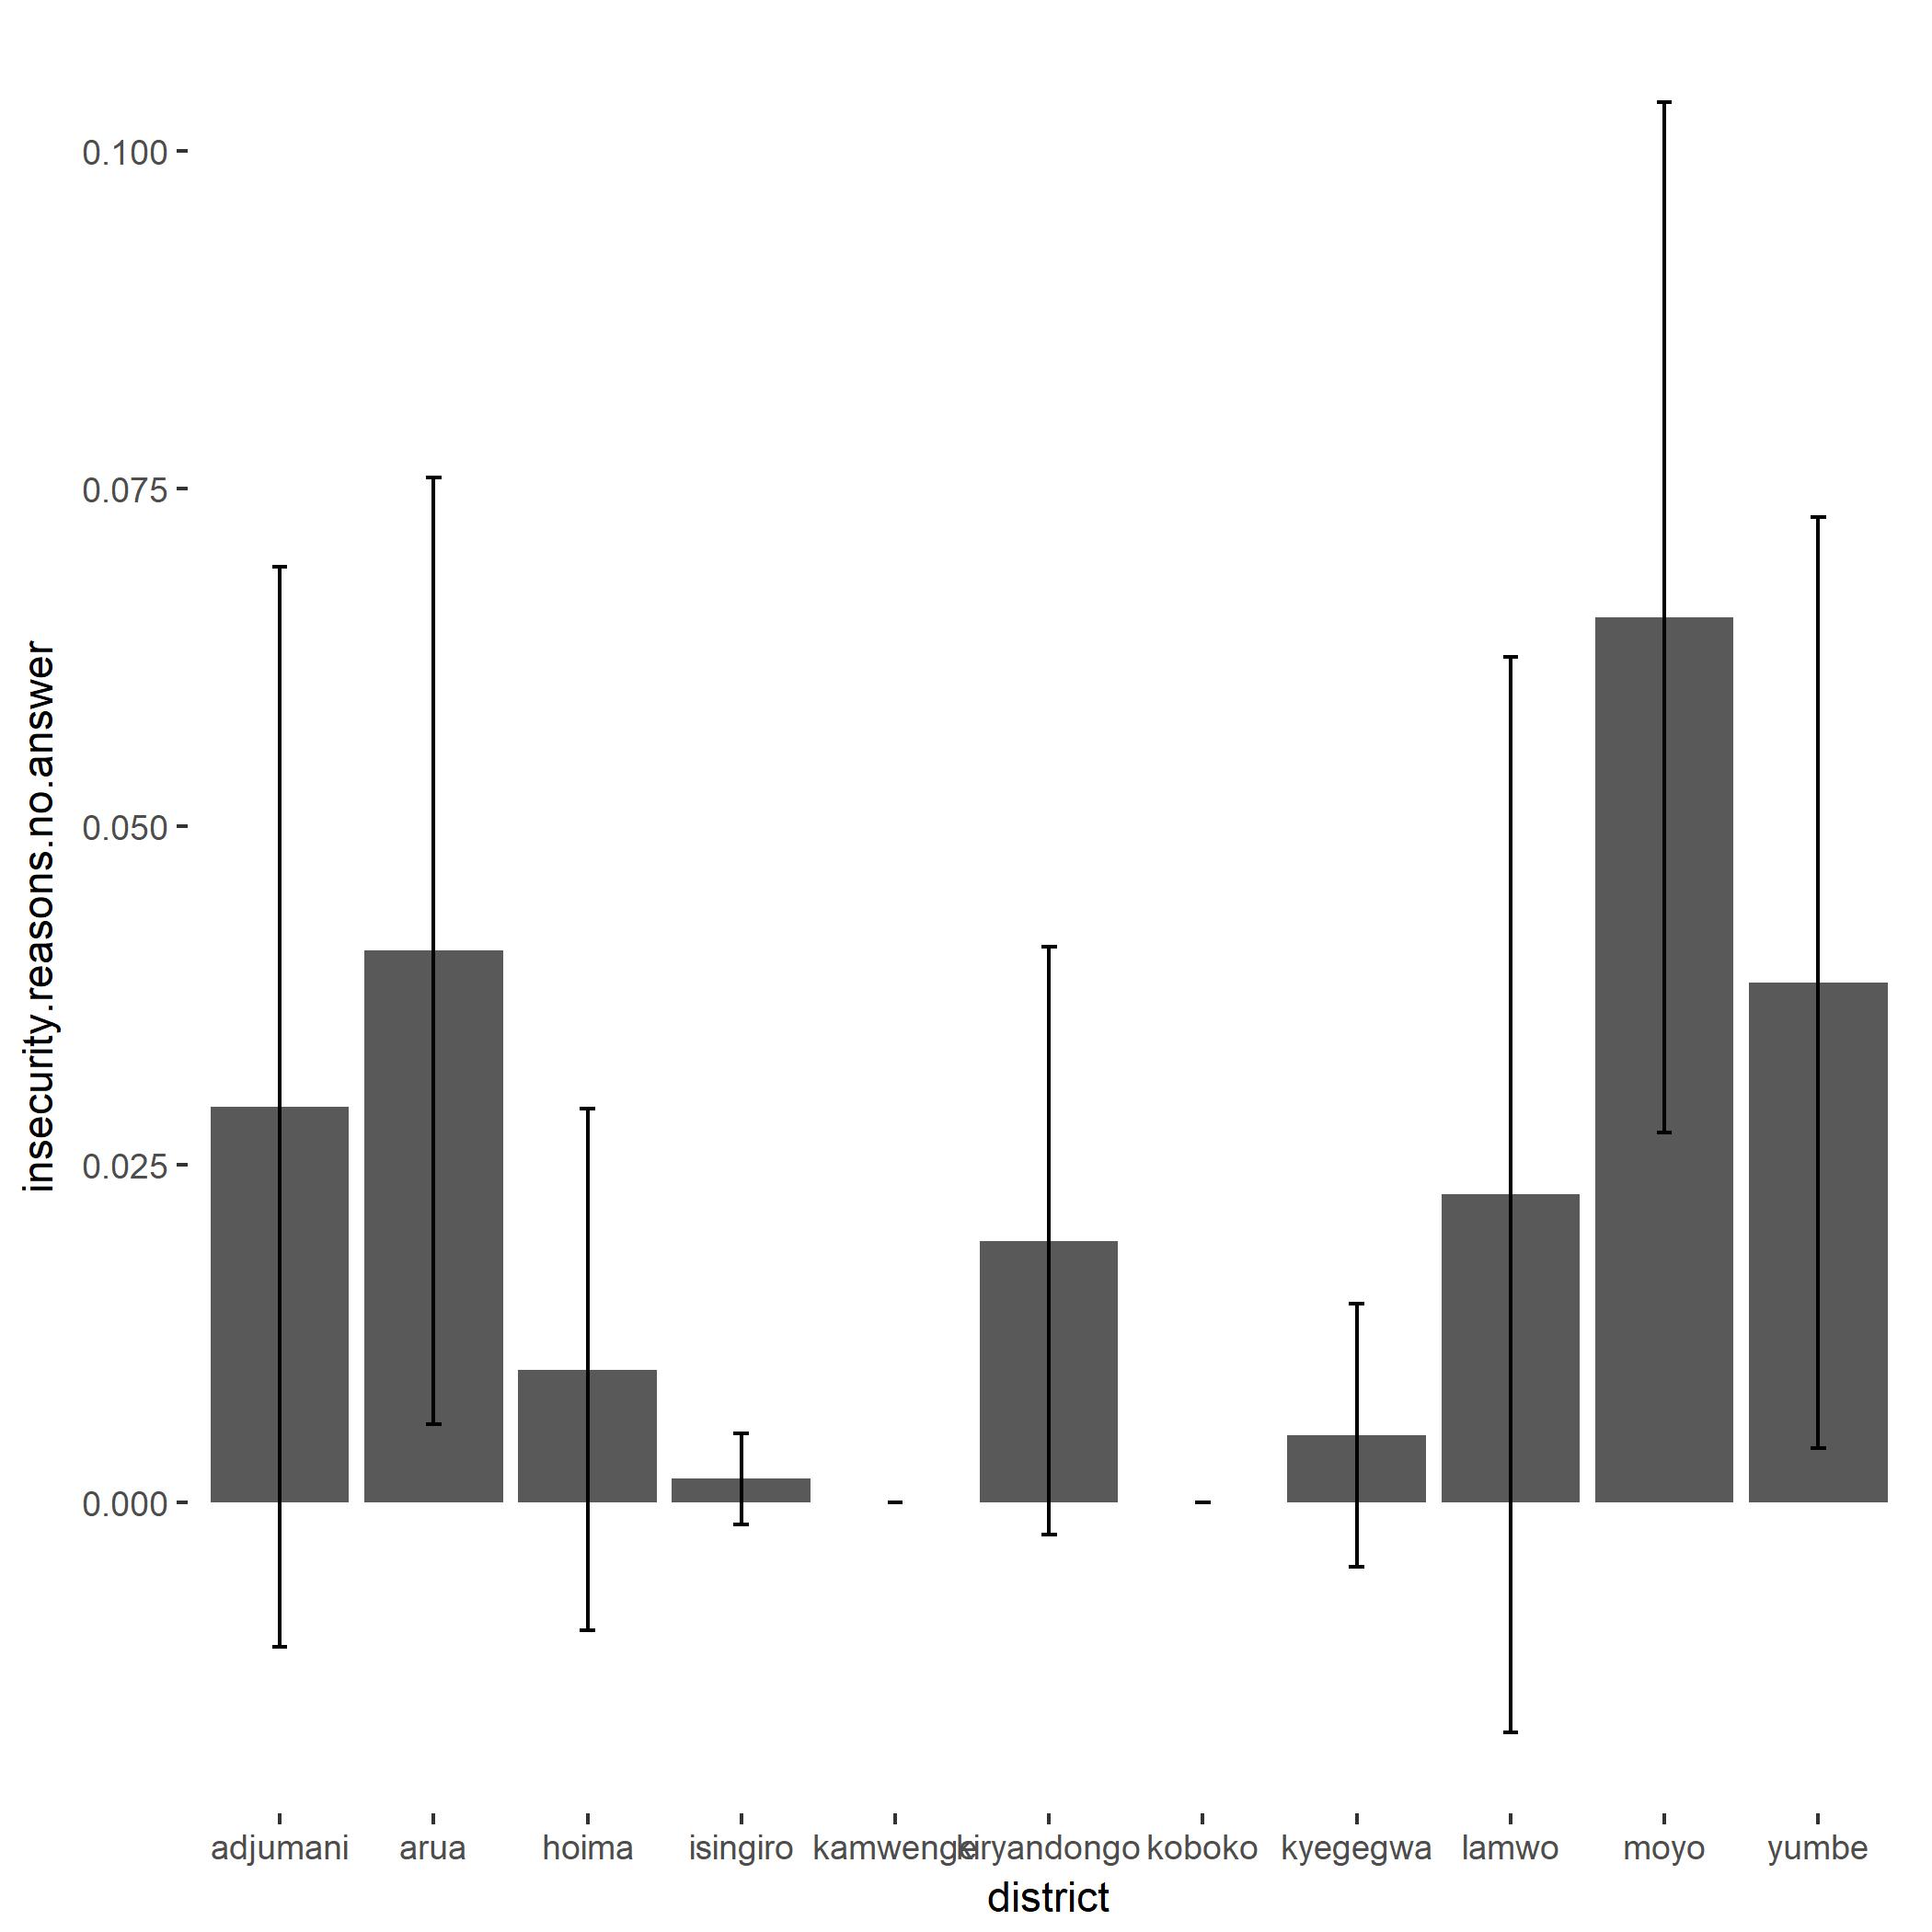 insecurity.reasons.no.answer
0.100
0.075
0.050
0.025
0.000
adjumani arua hoima isingiro kamwenge kiryandongo koboko kyegegwa lamwo moyo yumbe
district